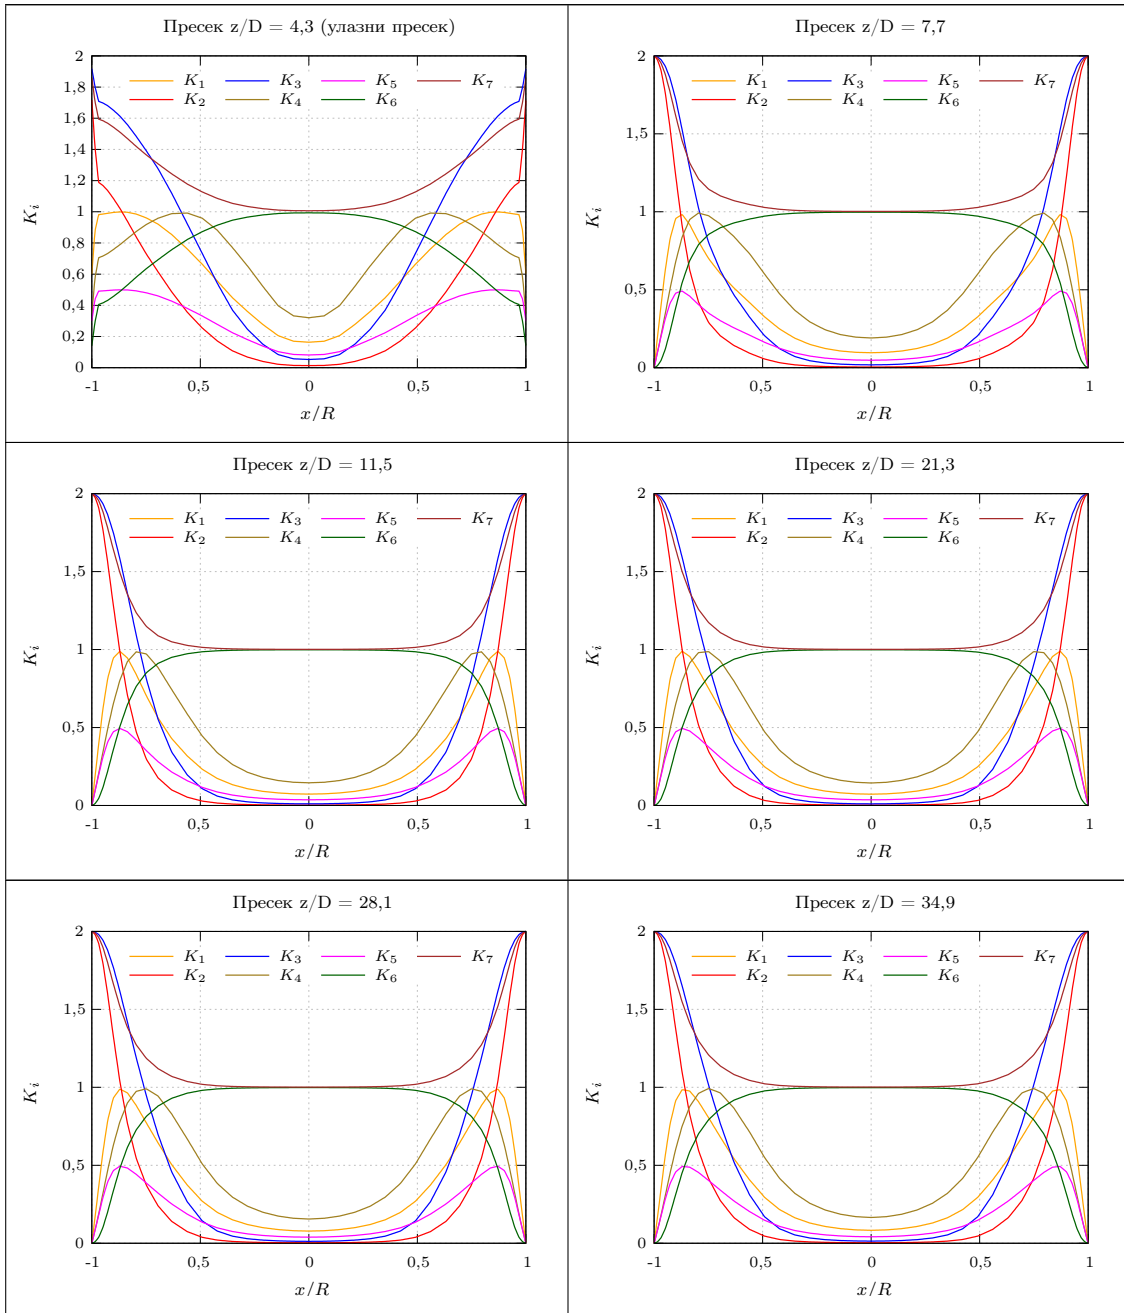 Пресек z/D = 4,3 (улазни пресек)
K1 K3 K5 K7
K2 K4 K6
2
1,8
1,6
1,4
1,2
1
0,8
0,6
0,4
0,2
0
Ki
-1 0,5 0 0,5 1
x/R
Пресек z/D = 7,7
K1 K3 K5 K7
K2 K4 K6
2
1,5
1
0,5
0
Ki
-1 0,5 0 0,5 1
x/R
Пресек z/D = 11,5
K1 K3 K5 K7
K2 K4 K6
2
1,5
1
0,5
0
Ki
-1 0,5 0 0,5 1
x/R
Пресек z/D = 21,3
K1 K3 K5 K7
K2 K4 K6
2
1,5
1
0,5
0
Ki
-1 0,5 0 0,5 1
x/R
Пресек z/D = 28,1
K1 K3 K5 K7
K2 K4 K6
2
1,5
1
0,5
0
Ki
-1 0,5 0 0,5 1
x/R
Пресек z/D = 34,9
K1 K3 K5 K7
K2 K4 K6
2
1,5
1
0,5
0
Ki
-1 0,5 0 0,5 1
x/R